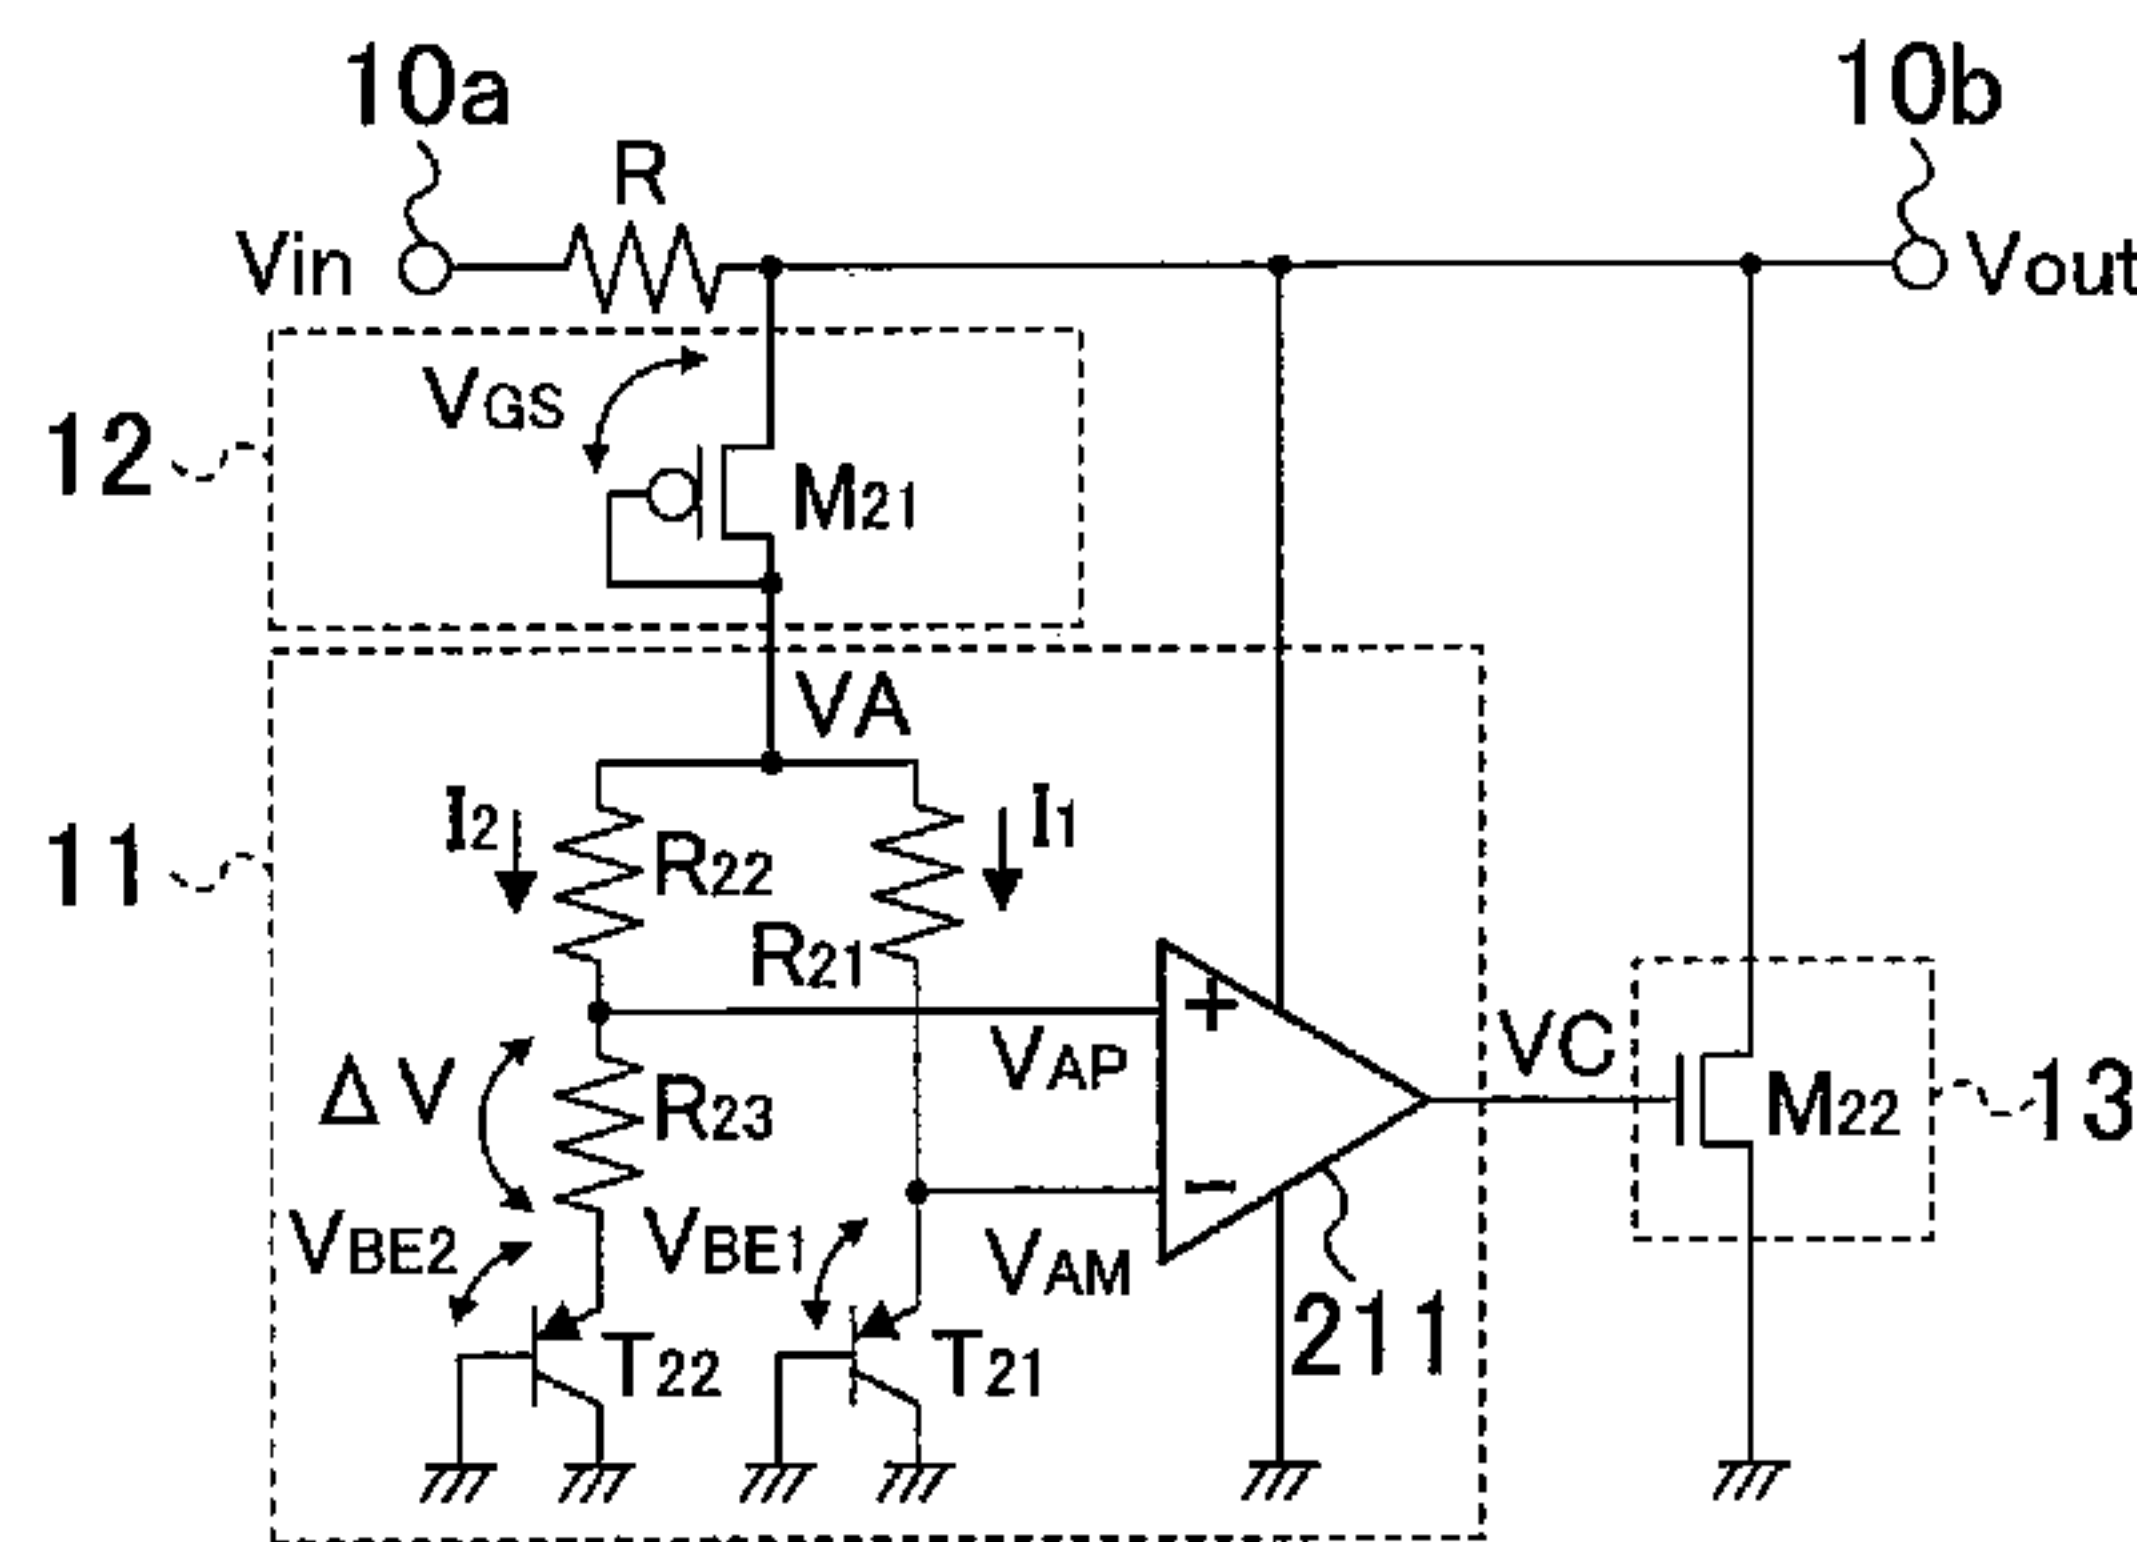 10a
10b
R
Vin
Vout
VGS
12
M21
VA
I2
I1
11
R22
R21
+
VAP
VC
ΔV
R23
M22
13
VBE2
VBE1
−
VAM
211
T22
T21